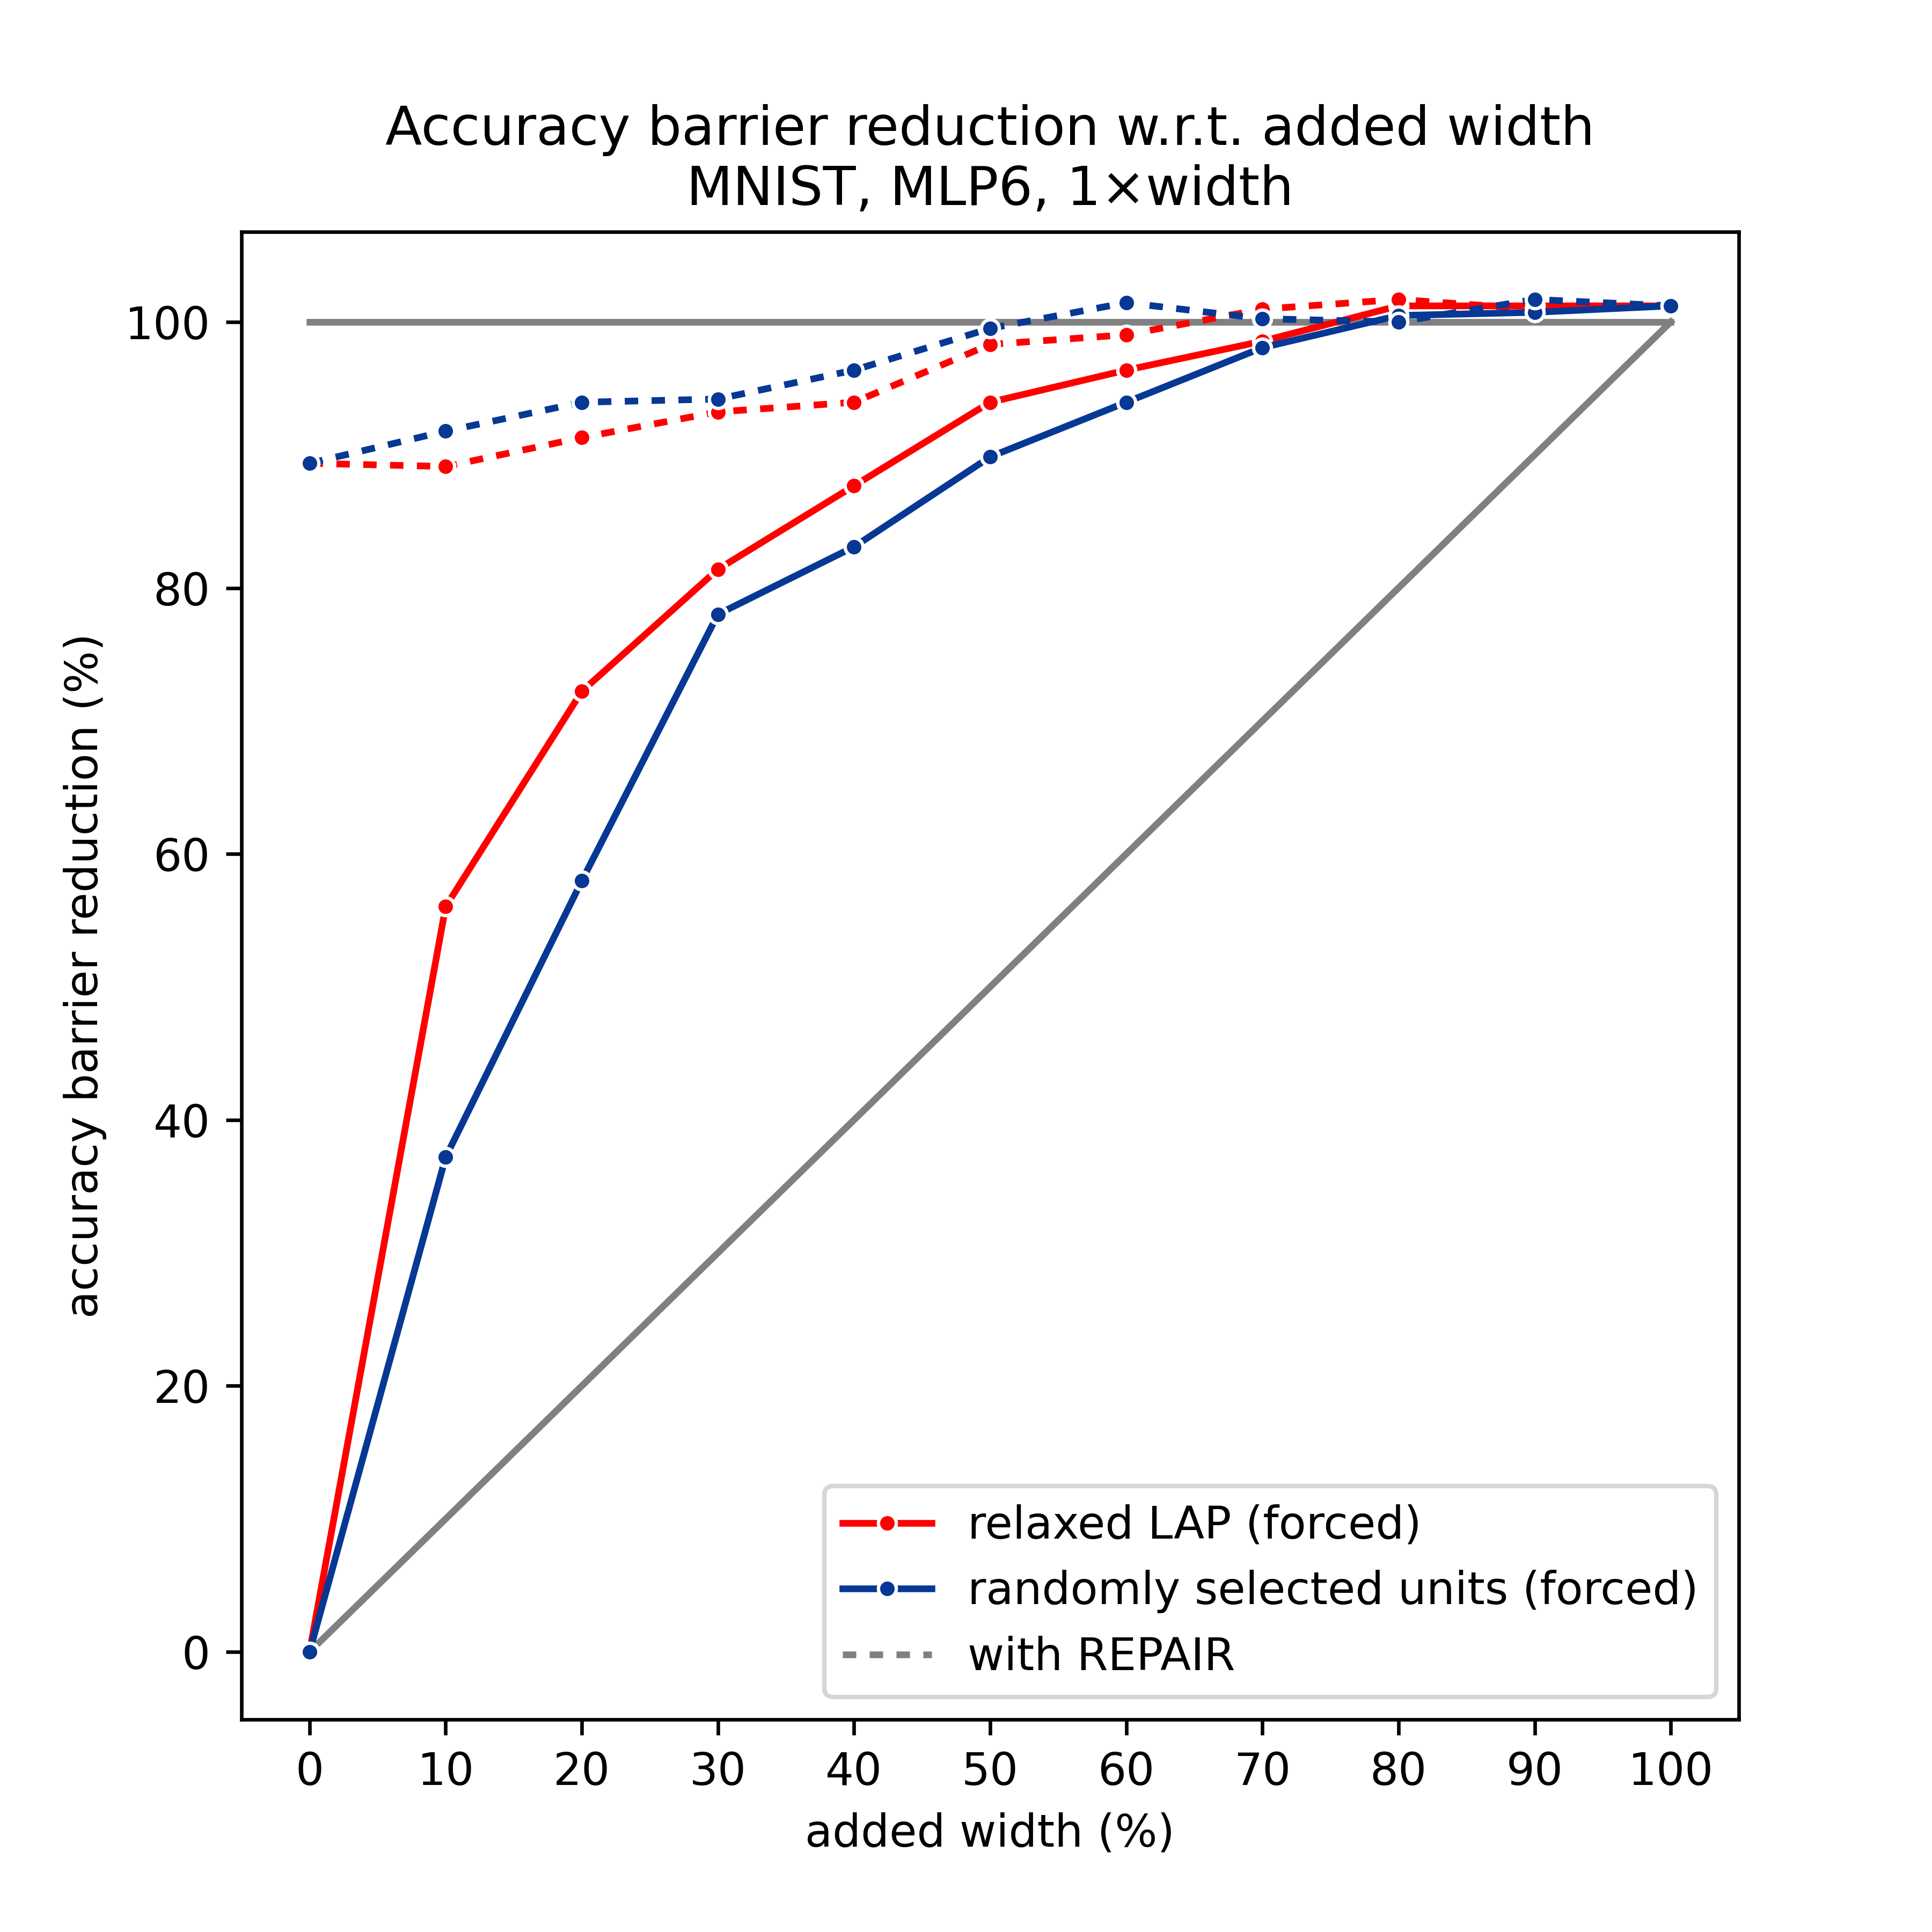 Accuracy barrier reduction w.r.t. added width
MNIST, MLP6, 1×width
accuracy barrier reduction (%)
100
80
60
40
20
0
relaxed LAP (forced)
randomly selected units (forced)
with REPAIR
0 10 20 30 40 50 60 70 80 90 100
added width (%)